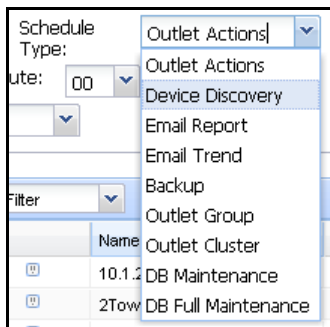 Schedule
Type:
Outlet Actions
ute:
00
Outlet Actions
Device Discovery
Email Report
Email Trend
Backup
Outlet Group
Outlet Cluster
DB Maintenance
DB Full Maintenance
Filter
Name
10.1.2
2Tow